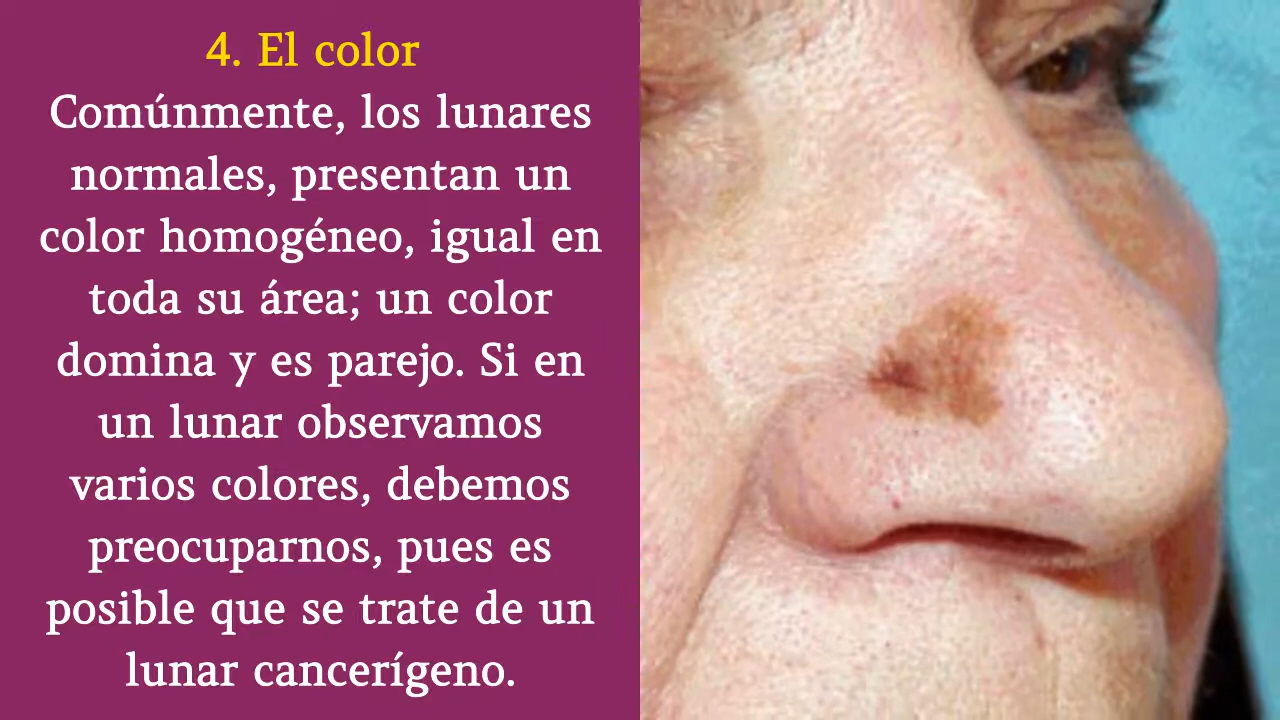 4. El color
Comúnmente, los lunares
normales, presentan un
color homogéneo, igual en
toda su área; un color
domina y es parejo. Si en
un lunar observamos
varios colores, debemos
preocuparnos, pues es
posible que se trate de un
lunar cancerígeno.